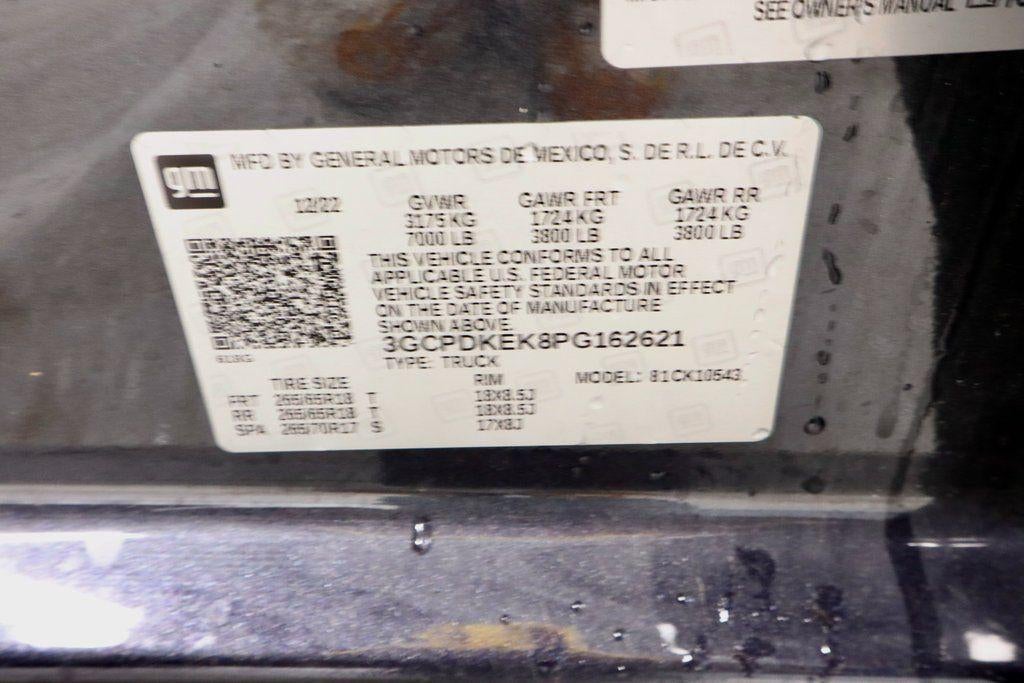 SEE OWNER'S MANUAL
gm
MFD BY GENERAL MOTORS DE MEXICO, S. DE R.L. DE C.V.
12/22 GVWR GAWR FRT GAWR RR
3175 KG 1724 KG 1724 KG
7000 LB 3800 LB 3800 LB
THIS VEHICLE CONFORMS TO ALL
APPLICABLE U.S. FEDERAL MOTOR
VEHICLE SAFETY STANDARDS IN EFFECT
ON THE DATE OF MANUFACTURE
SHOWN ABOVE.
3GCPDKEK8PG162621
TYPE: TRUCK
TIRE SIZE RIM MODEL: 81CK10543
FRT 265/65R18 T 18X8.5J
RR 265/65R18 T 18X8.5J
SPA 265/70R17 S 17X8J